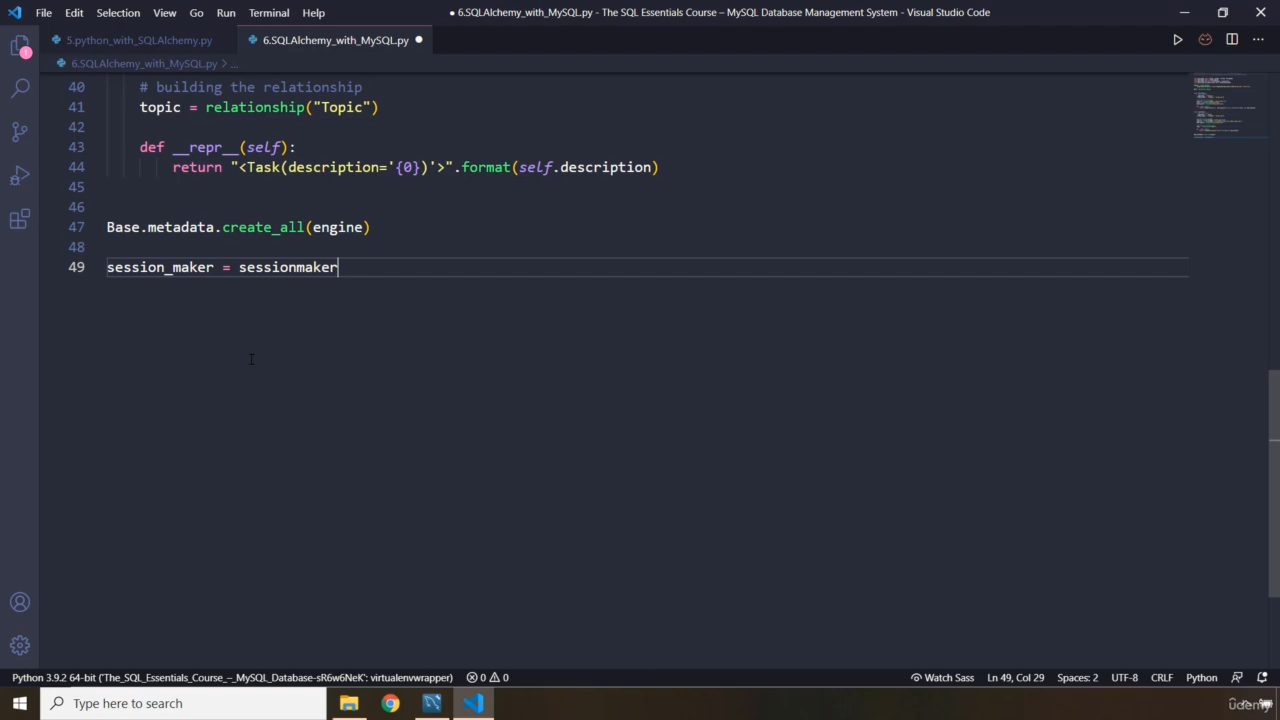 File Edit Selection View Go Run Terminal Help
● 6.SQLAlchemy_with_MySQL.py - The SQL Essentials Course – MySQL Database Management System - Visual Studio Code
5.python_with_SQLAlchemy.py 6.SQLAlchemy_with_MySQL.py
6.SQLAlchemy_with_MySQL.py > ...
40 # building the relationship
41 topic = relationship("Topic")
42
43 def __repr__(self):
44 return "<Task(description='{0})'>".format(self.description)
45
46
47 Base.metadata.create_all(engine)
48
49 session_maker = sessionmaker
Python 3.9.2 64-bit ('The_SQL_Essentials_Course_–_MySQL_Database-sR6w6NeK': virtualenvwrapper) 0 0 Watch Sass Ln 49, Col 29 Spaces: 2 UTF-8 CRLF Python
Type here to search
udemy